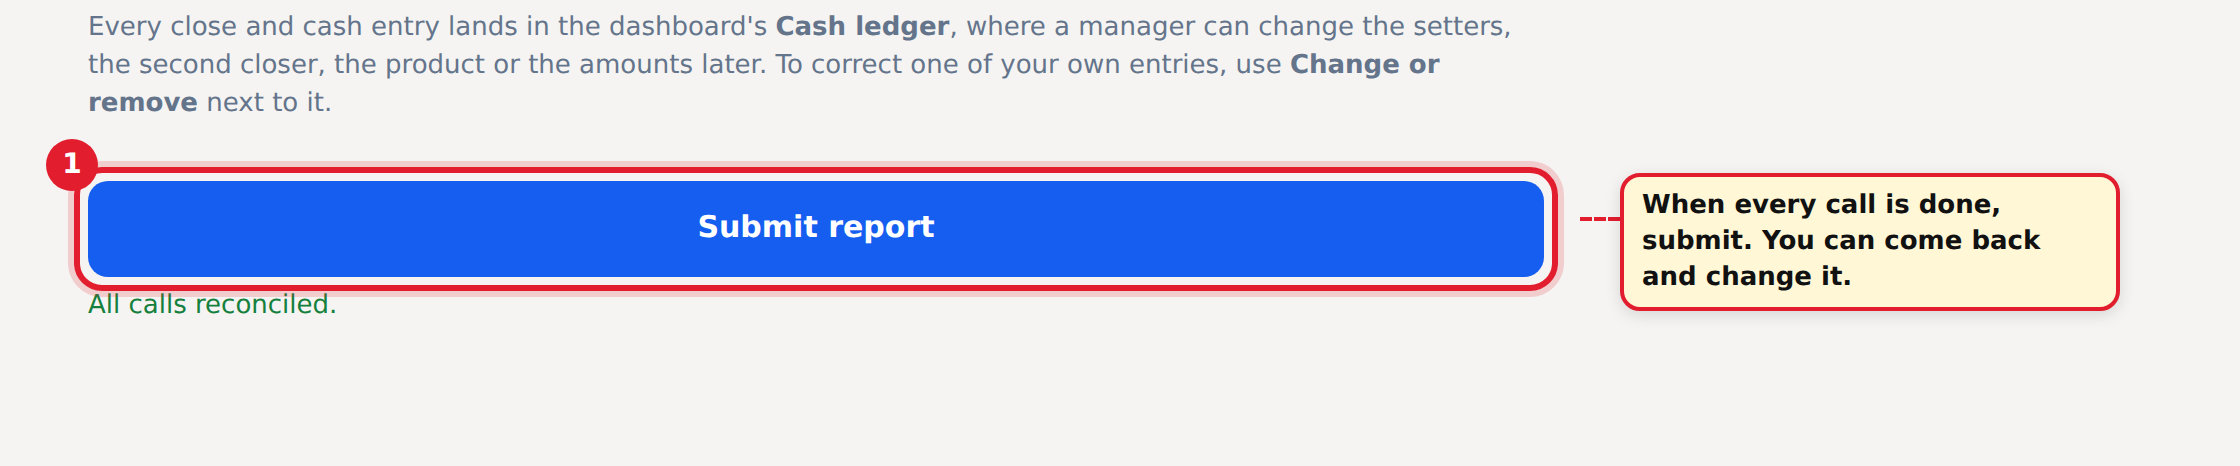 Every close and cash entry lands in the dashboard's Cash ledger, where a manager can change the setters,
the second closer, the product or the amounts later. To correct one of your own entries, use Change or
remove next to it.
1
Submit report
When every call is done,
submit. You can come back
and change it.
All calls reconciled.